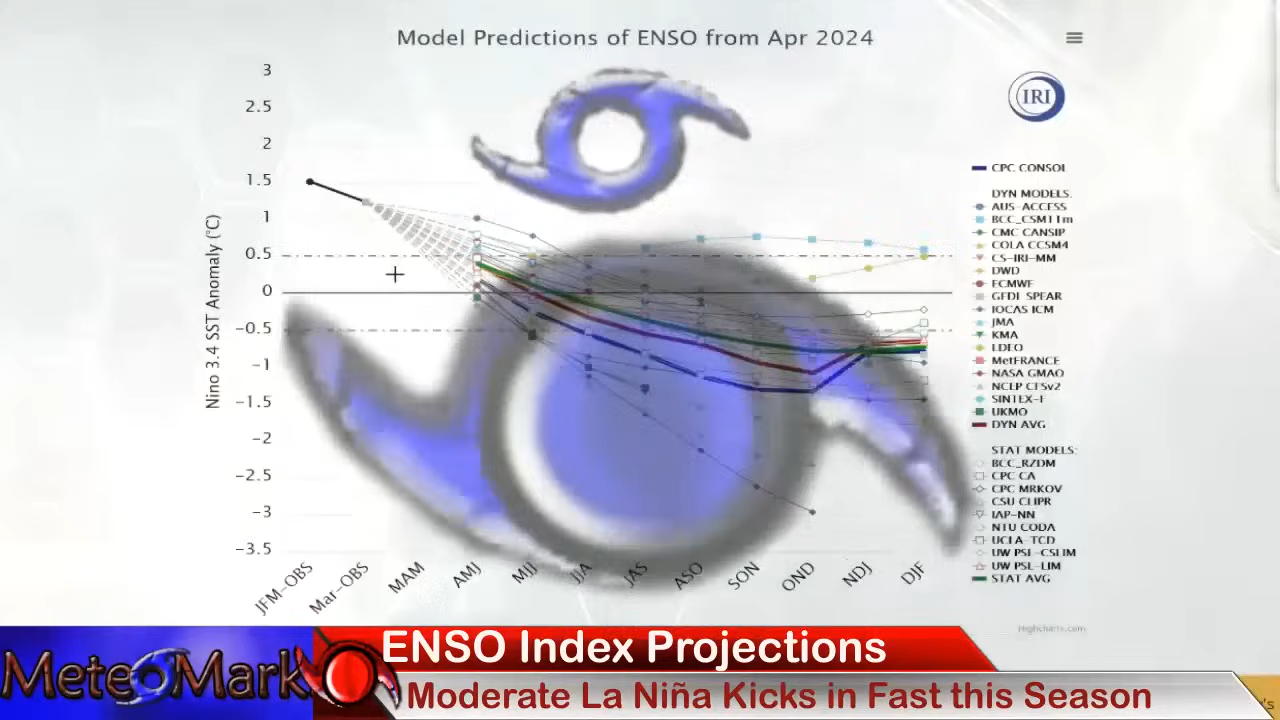 Model Predictions of ENSO from Apr 2024
IRI
3
2.5
2
1.5
1
0.5
0
-0.5
-1
-1.5
-2
-2.5
-3
-3.5
Nino 3.4 SST Anomaly (°C)
JFM-OBS
Mar-OBS
MAM
AMJ
MJJ
JJA
JAS
ASO
SON
OND
NDJ
DJF
CPC CONSOL
DYN MODELS:
AUS-ACCESS
BCC_CSM11m
CMC CANSIP
COLA CCSM4
CS-IRI-MM
DWD
ECMWF
GFDL SPEAR
IOCAS ICM
JMA
KMA
LDEO
MetFRANCE
NASA GMAO
NCEP CFSv2
SINTEX-F
UKMO
DYN AVG
STAT MODELS:
BCC_RZDM
CPC CA
CPC MRKOV
CSU CLIPR
IAP-NN
NTU CODA
UCLA-TCD
UW PSL-CSLIM
UW PSL-LIM
STAT AVG
Highcharts.com
MeteoMark
ENSO Index Projections
Moderate La Niña Kicks in Fast this Season
's